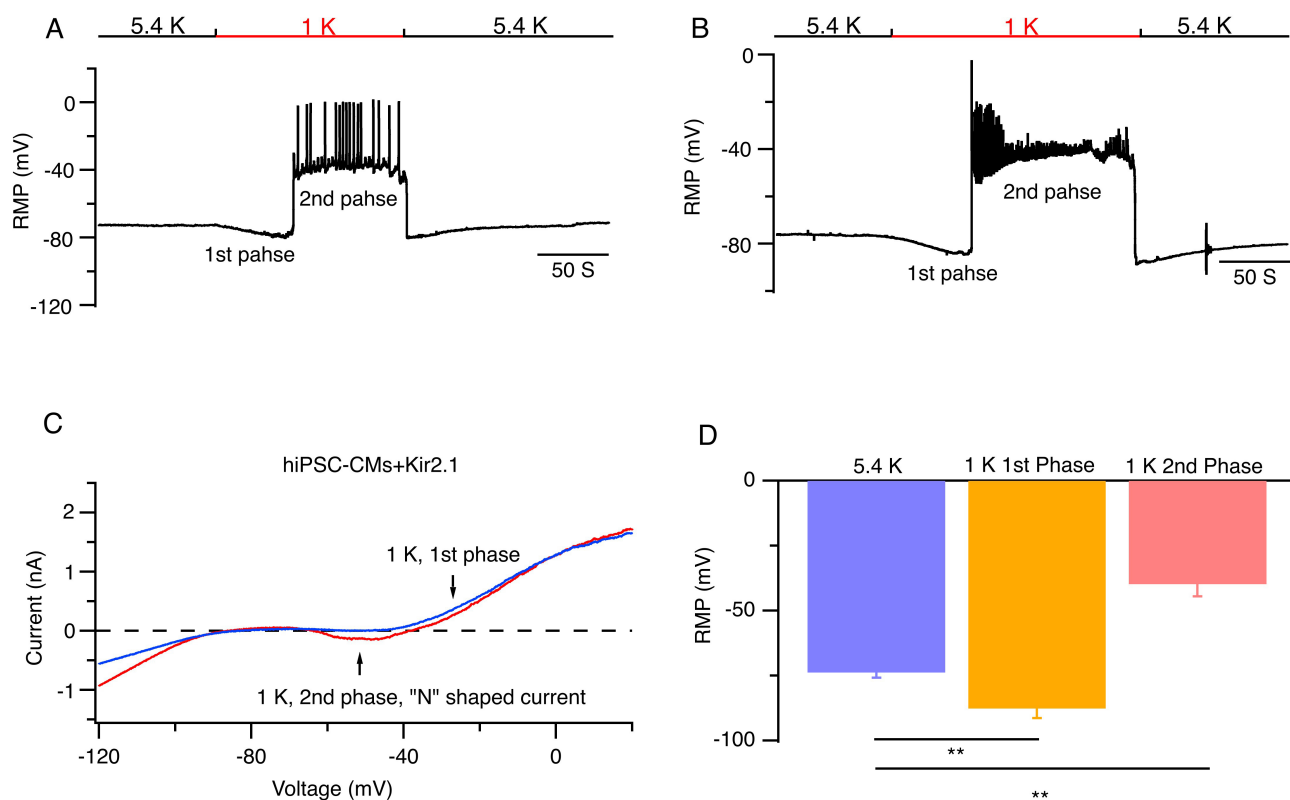 A
5.4 K
1 K
5.4 K
0
-40
-80
-120
RMP (mV)
2nd pahse
1st pahse
50 S
B
5.4 K
1 K
5.4 K
0
-40
-80
RMP (mV)
2nd pahse
1st pahse
50 S
C
hiPSC-CMs+Kir2.1
2
1
0
-1
Current (nA)
1 K, 1st phase
1 K, 2nd phase, "N" shaped current
-120
-80
-40
0
Voltage (mV)
D
5.4 K
1 K 1st Phase
1 K 2nd Phase
0
-50
-100
RMP (mV)
**
**